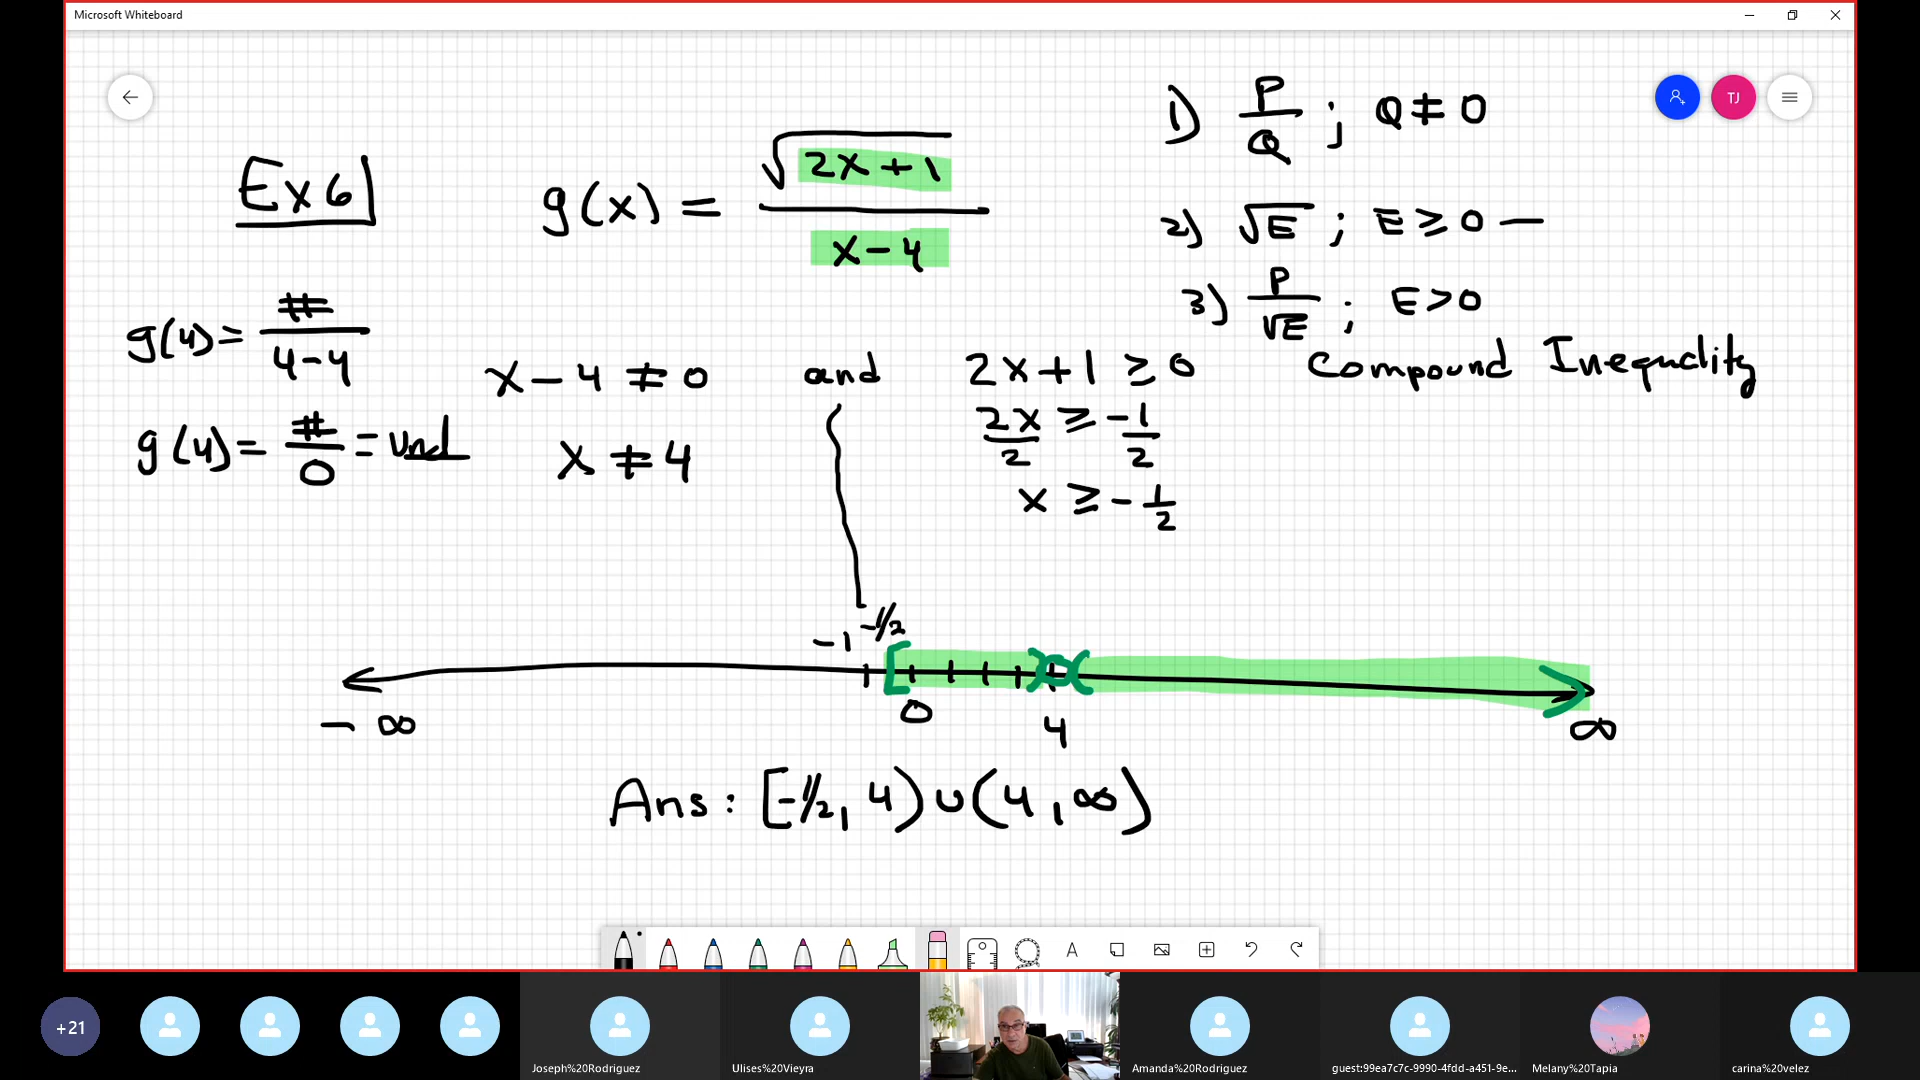 Microsoft Whiteboard
TJ
Ex 6
g(x) = √(2x+1) / (x-4)
1) P/Q ; Q ≠ 0
2) √E ; E ≥ 0 —
3) P/√E ; E > 0
g(4) = # / (4-4)
x - 4 ≠ 0 and 2x+1 ≥ 0 Compound Inequality
2x/2 ≥ -1/2
g(4) = #/0 = und x ≠ 4
x ≥ -1/2
-1 -1/2
0 4
- ∞ ∞
Ans: [-1/2, 4) ∪ (4, ∞)
A
+21
Joseph%20Rodriguez
Ulises%20Vieyra
Amanda%20Rodriguez
guest:99ea7c7c-9990-4fdd-a451-9e...
Melany%20Tapia
carina%20velez